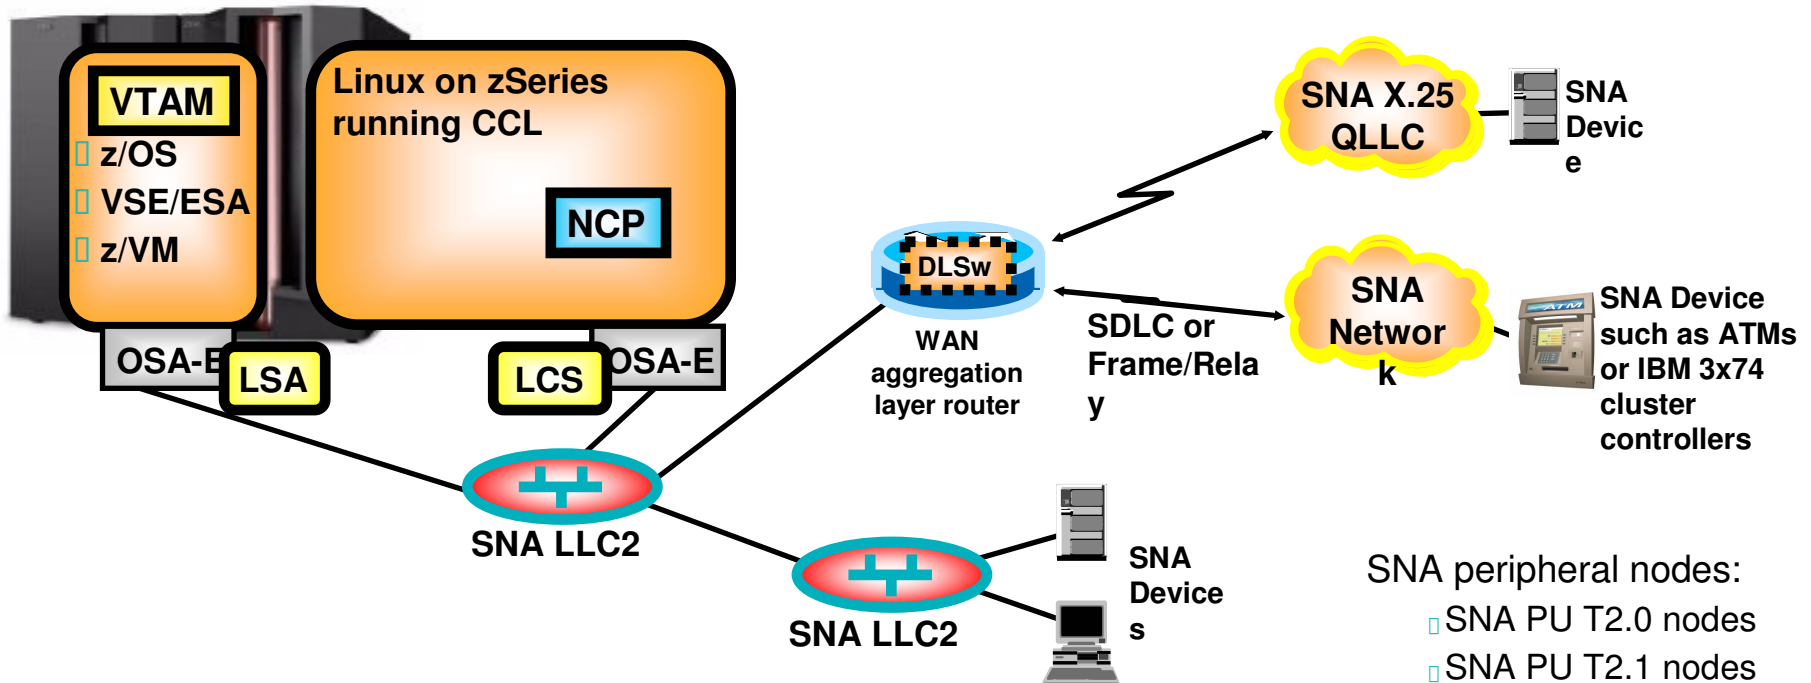 VTAM
z/OS
VSE/ESA
z/VM
Linux on zSeries
running CCL
NCP
OSA-E
LSA
LCS
OSA-E
SNA LLC2
SNA LLC2
DLSw
WAN
aggregation
layer router
SDLC or
Frame/Rela
y
SNA X.25
QLLC
SNA
Devic
e
SNA
Networ
k
ATM
SNA Device
such as ATMs
or IBM 3x74
cluster
controllers
SNA
Device
s
SNA peripheral nodes:
SNA PU T2.0 nodes
SNA PU T2.1 nodes